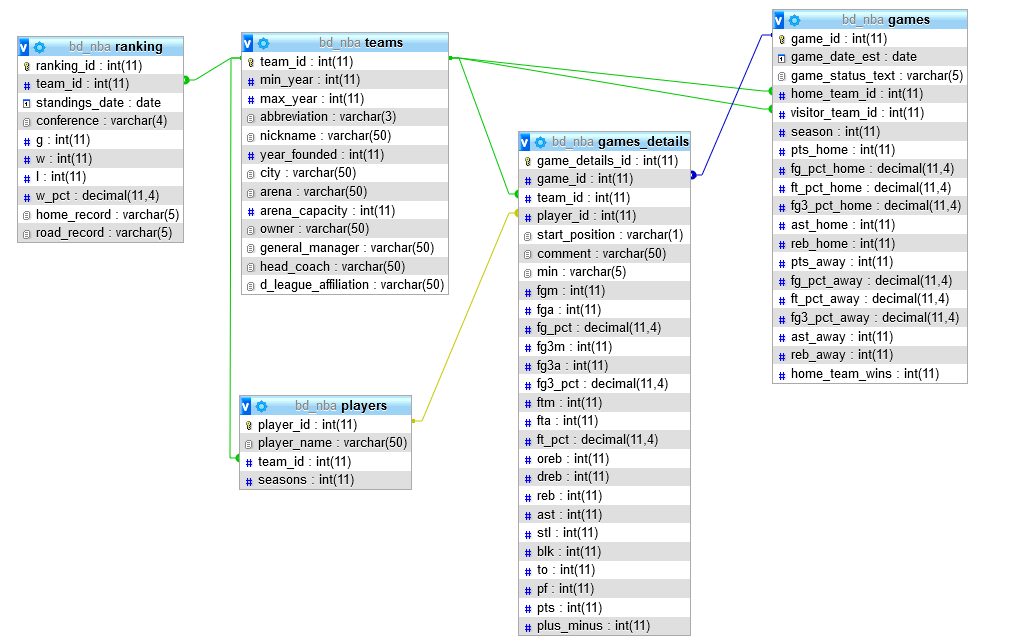 v bd_nba ranking
ranking_id : int(11)
# team_id : int(11)
standings_date : date
conference : varchar(4)
# g : int(11)
# w : int(11)
# l : int(11)
# w_pct : decimal(11,4)
home_record : varchar(5)
road_record : varchar(5)
v bd_nba teams
team_id : int(11)
# min_year : int(11)
# max_year : int(11)
abbreviation : varchar(3)
nickname : varchar(50)
# year_founded : int(11)
city : varchar(50)
arena : varchar(50)
# arena_capacity : int(11)
owner : varchar(50)
general_manager : varchar(50)
head_coach : varchar(50)
d_league_affiliation : varchar(50)
v bd_nba players
player_id : int(11)
player_name : varchar(50)
# team_id : int(11)
# seasons : int(11)
v bd_nba games_details
game_details_id : int(11)
# game_id : int(11)
# team_id : int(11)
# player_id : int(11)
start_position : varchar(1)
comment : varchar(50)
min : varchar(5)
# fgm : int(11)
# fga : int(11)
# fg_pct : decimal(11,4)
# fg3m : int(11)
# fg3a : int(11)
# fg3_pct : decimal(11,4)
# ftm : int(11)
# fta : int(11)
# ft_pct : decimal(11,4)
# oreb : int(11)
# dreb : int(11)
# reb : int(11)
# ast : int(11)
# stl : int(11)
# blk : int(11)
# to : int(11)
# pf : int(11)
# pts : int(11)
# plus_minus : int(11)
v bd_nba games
game_id : int(11)
game_date_est : date
game_status_text : varchar(5)
# home_team_id : int(11)
# visitor_team_id : int(11)
# season : int(11)
# pts_home : int(11)
# fg_pct_home : decimal(11,4)
# ft_pct_home : decimal(11,4)
# fg3_pct_home : decimal(11,4)
# ast_home : int(11)
# reb_home : int(11)
# pts_away : int(11)
# fg_pct_away : decimal(11,4)
# ft_pct_away : decimal(11,4)
# fg3_pct_away : decimal(11,4)
# ast_away : int(11)
# reb_away : int(11)
# home_team_wins : int(11)